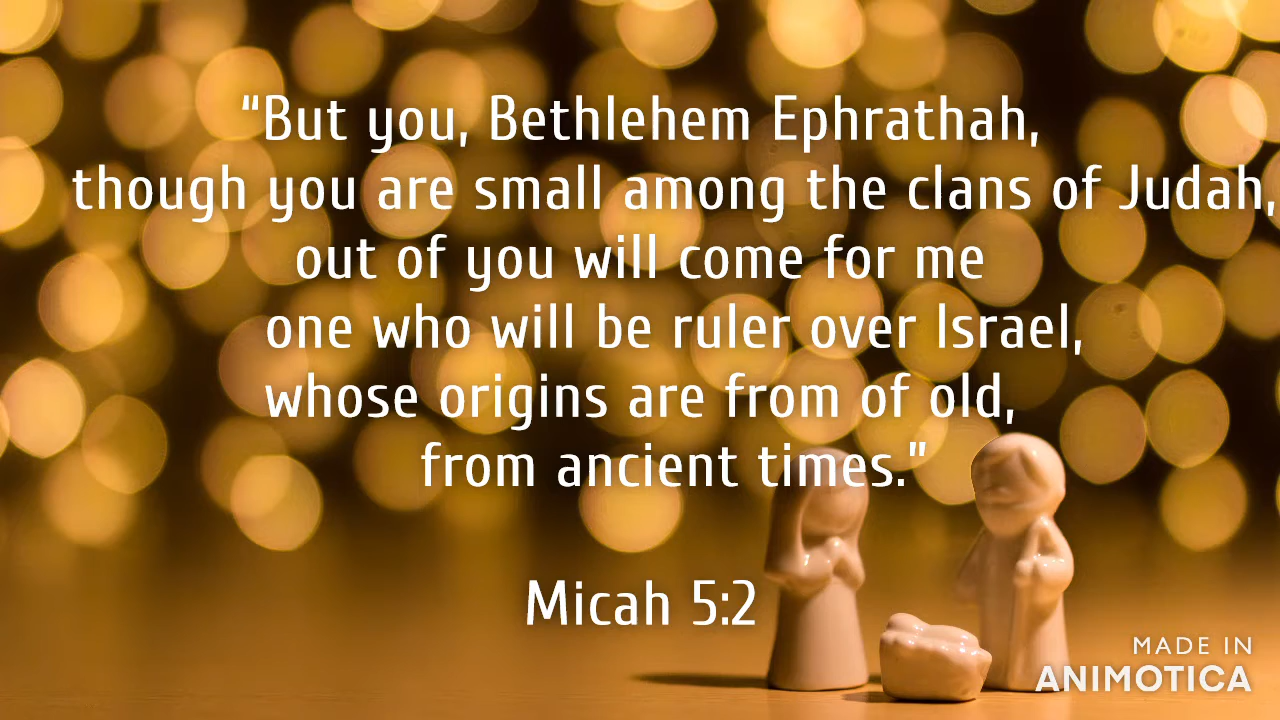 “But you, Bethlehem Ephrathah,
though you are small among the clans of Judah,
out of you will come for me
one who will be ruler over Israel,
whose origins are from of old,
from ancient times.”
Micah 5:2
MADE IN
ANIMOTICA